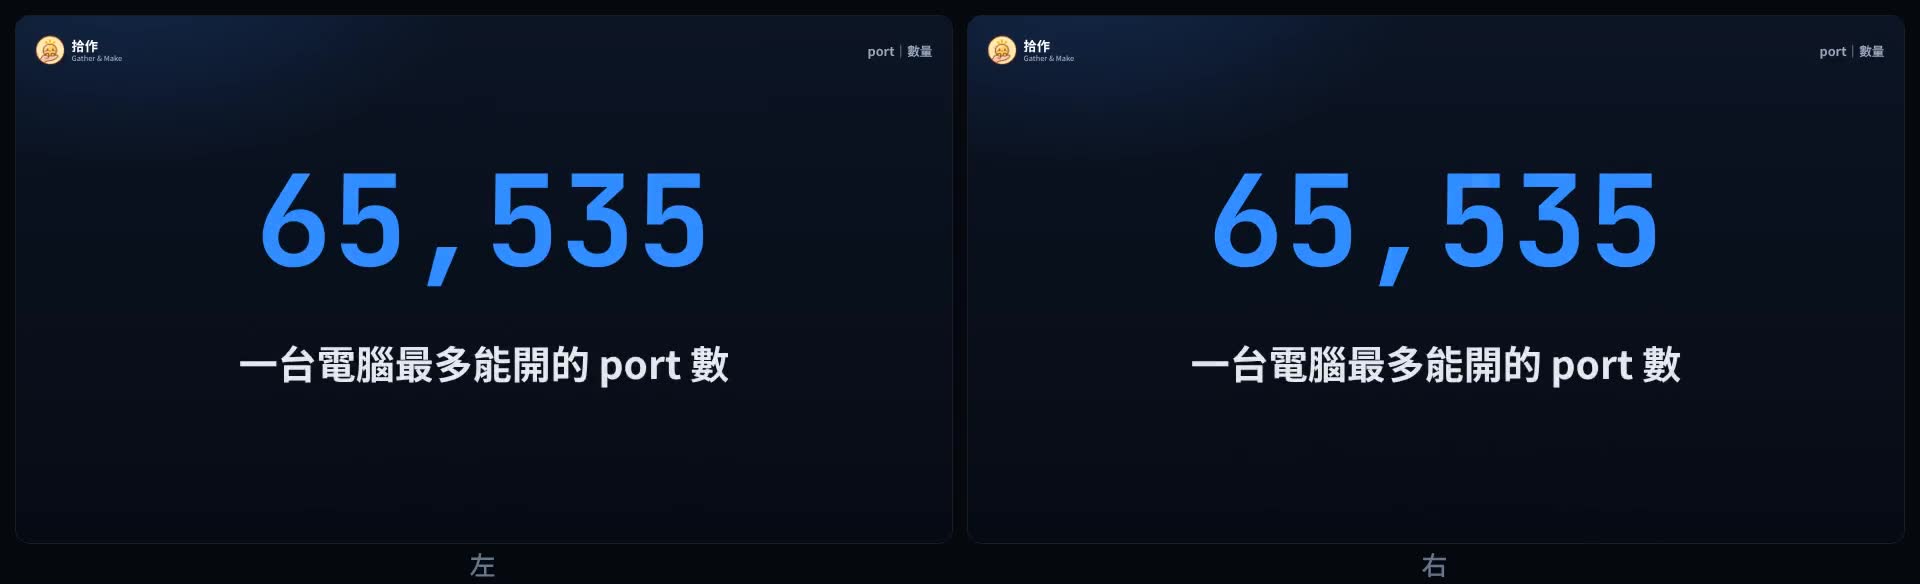 拾作
Gather & Make
port｜數量
65,535
一台電腦最多能開的 port 數
左
拾作
Gather & Make
port｜數量
65,535
一台電腦最多能開的 port 數
右